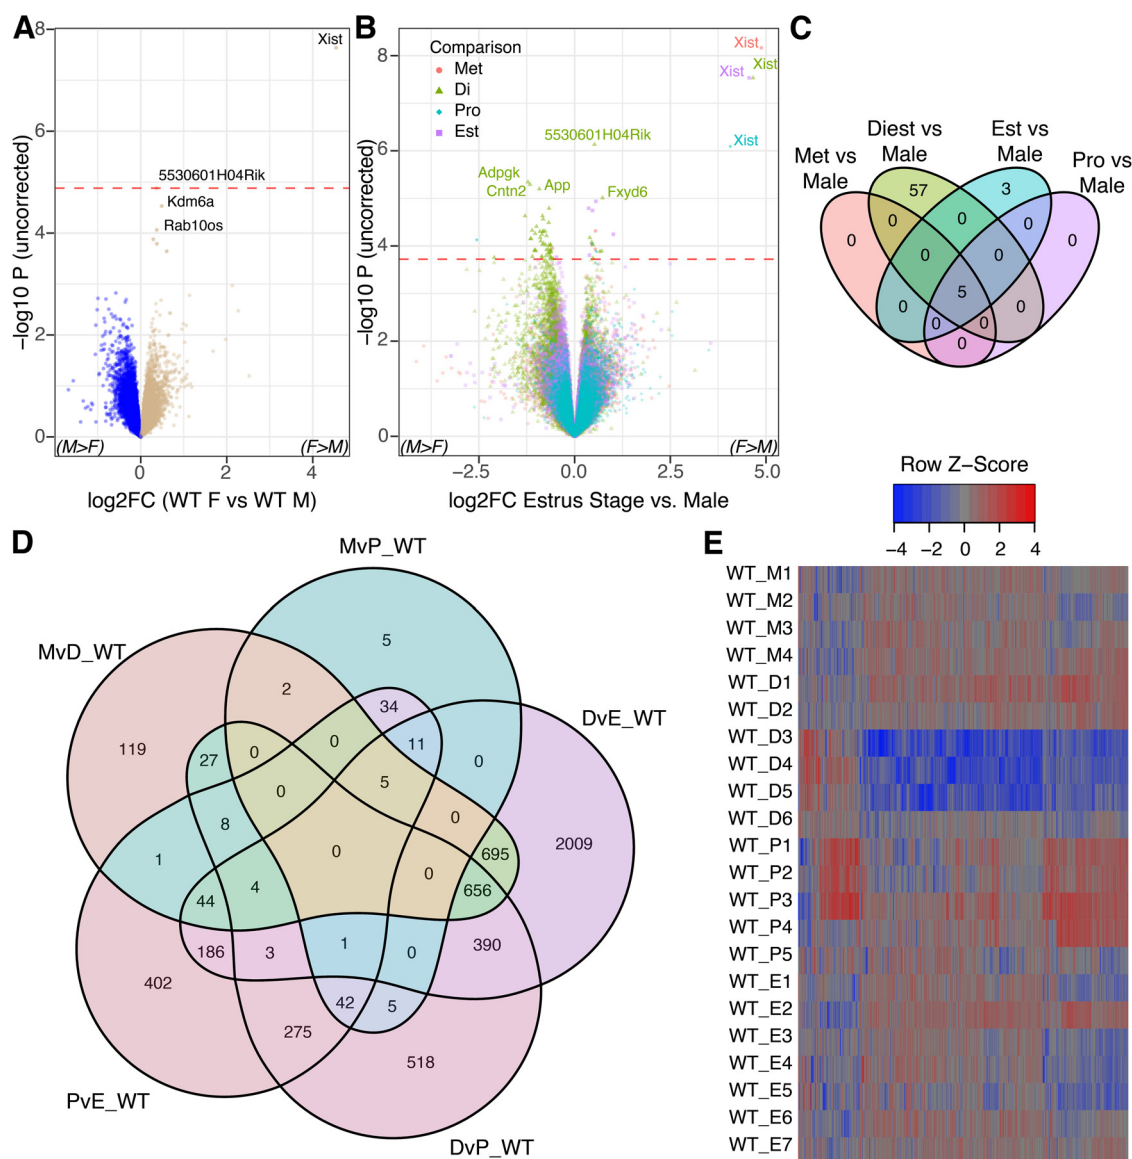 A
8
6
4
2
0
−log10 P (uncorrected)
Xist
5530601H04Rik
Kdm6a
Rab10os
(M>F)
(F>M)
0
2
4
log2FC (WT F vs WT M)
B
8
6
4
2
0
−log10 P (uncorrected)
Comparison
Met
Di
Pro
Est
Xist
Xist
Xist
Xist
5530601H04Rik
Adpgk
Cntn2
App
Fxyd6
(M>F)
(F>M)
−2.5
0.0
2.5
5.0
log2FC Estrus Stage vs. Male
C
Diest vs
Male
Est vs
Male
Met vs
Male
Pro vs
Male
57
3
0
0
0
0
0
0
0
5
0
0
0
0
0
D
MvP_WT
MvD_WT
DvE_WT
PvE_WT
DvP_WT
5
2
34
119
0
11
27
0
0
0
5
8
0
2009
1
0
695
0
656
44
4
186
3
1
0
390
402
42
5
275
518
Row Z−Score
−4 −2 0 2 4
E
WT_M1
WT_M2
WT_M3
WT_M4
WT_D1
WT_D2
WT_D3
WT_D4
WT_D5
WT_D6
WT_P1
WT_P2
WT_P3
WT_P4
WT_P5
WT_E1
WT_E2
WT_E3
WT_E4
WT_E5
WT_E6
WT_E7